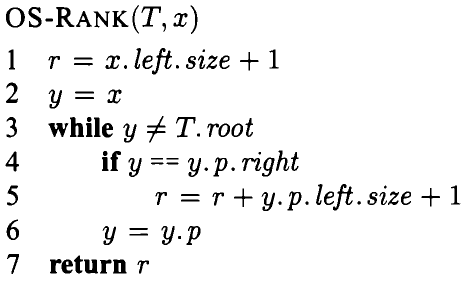 OS-RANK(T, x)
1 r = x.left.size + 1
2 y = x
3 while y ≠ T.root
4 if y == y.p.right
5 r = r + y.p.left.size + 1
6 y = y.p
7 return r